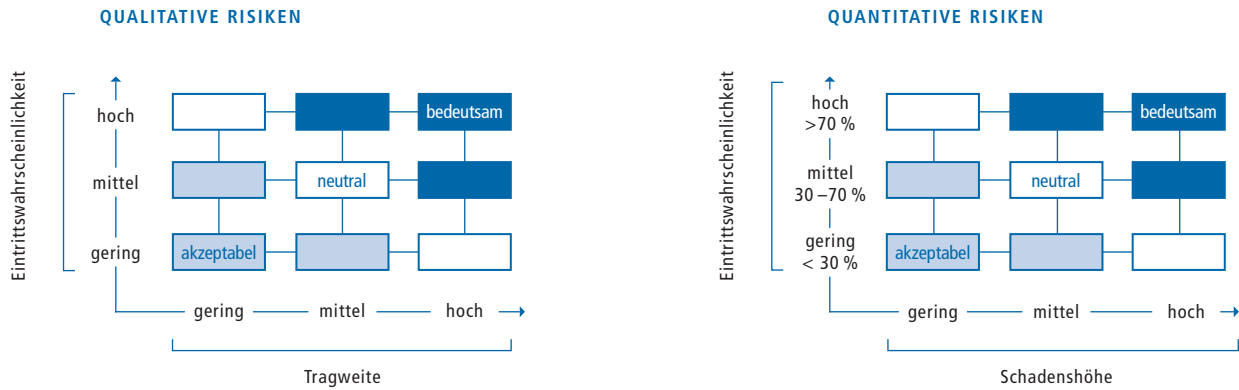 QUALITATIVE RISIKEN
Eintrittswahrscheinlichkeit
hoch
bedeutsam
mittel
neutral
gering
akzeptabel
gering
mittel
hoch
Tragweite
QUANTITATIVE RISIKEN
Eintrittswahrscheinlichkeit
hoch
>70 %
bedeutsam
mittel
30 –70 %
neutral
gering
< 30 %
akzeptabel
gering
mittel
hoch
Schadenshöhe